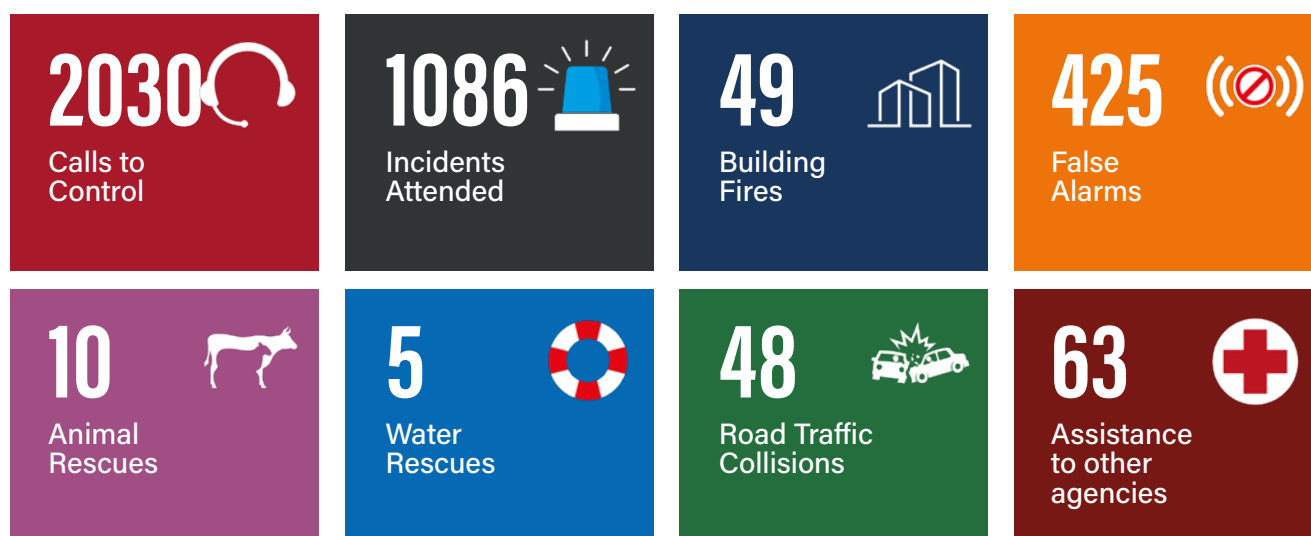 2030
Calls to
Control
1086
Incidents
Attended
49
Building
Fires
425
False
Alarms
10
Animal
Rescues
5
Water
Rescues
48
Road Traffic
Collisions
63
Assistance
to other
agencies